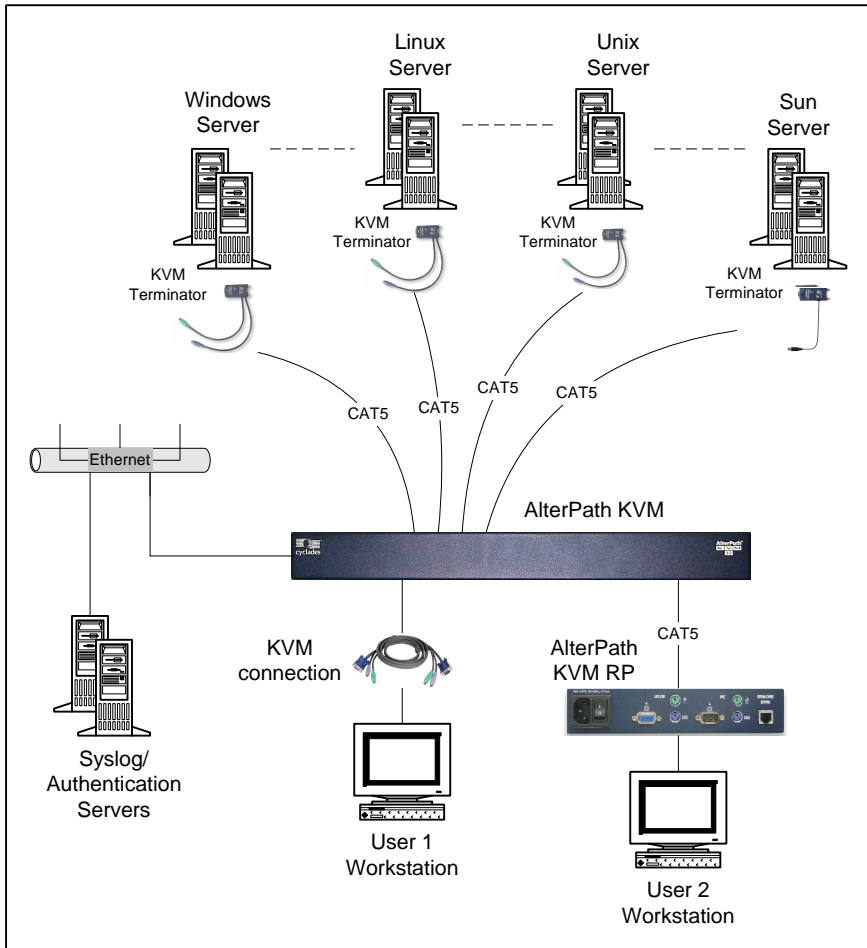 Linux
Server
Unix
Server
Windows
Server
Sun
Server
KVM
Terminator
KVM
Terminator
KVM
Terminator
KVM
Terminator
CAT5
CAT5
CAT5
CAT5
Ethernet
AlterPath KVM
cyclades
AlterPath
KVM
connection
CAT5
AlterPath
KVM RP
Syslog/
Authentication
Servers
User 1
Workstation
User 2
Workstation